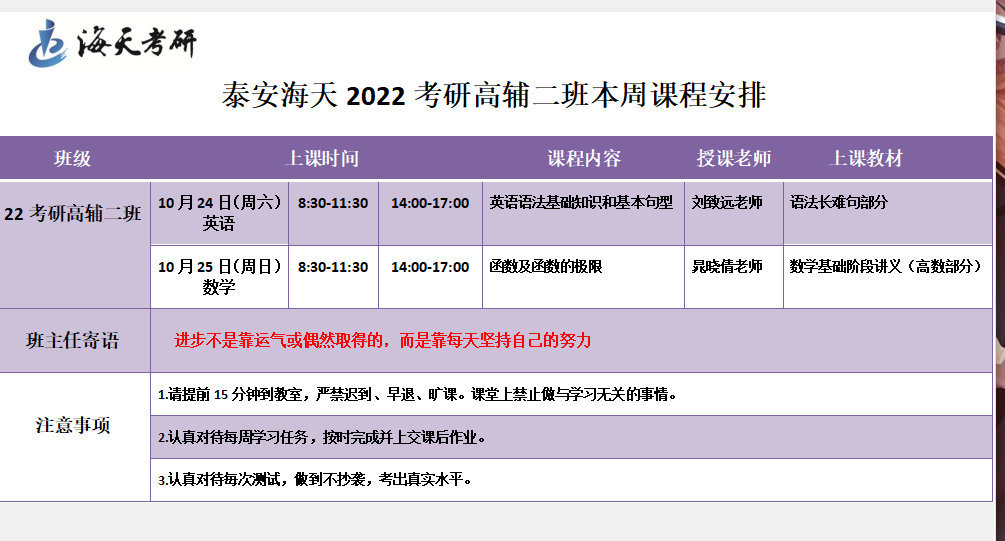 海天考研
泰安海天 2022 考研高辅二班本周课程安排
班级 上课时间 课程内容 授课老师 上课教材
22 考研高辅二班 10 月 24 日(周六) 8:30-11:30 14:00-17:00 英语语法基础知识和基本句型 刘致远老师 语法长难句部分
英语
10 月 25 日(周日) 8:30-11:30 14:00-17:00 函数及函数的极限 晁晓倩老师 数学基础阶段讲义（高数部分）
数学
班主任寄语 进步不是靠运气或偶然取得的，而是靠每天坚持自己的努力
注意事项
1.请提前 15 分钟到教室，严禁迟到、早退、旷课。课堂上禁止做与学习无关的事情。
2.认真对待每周学习任务，按时完成并上交课后作业。
3.认真对待每次测试，做到不抄袭，考出真实水平。